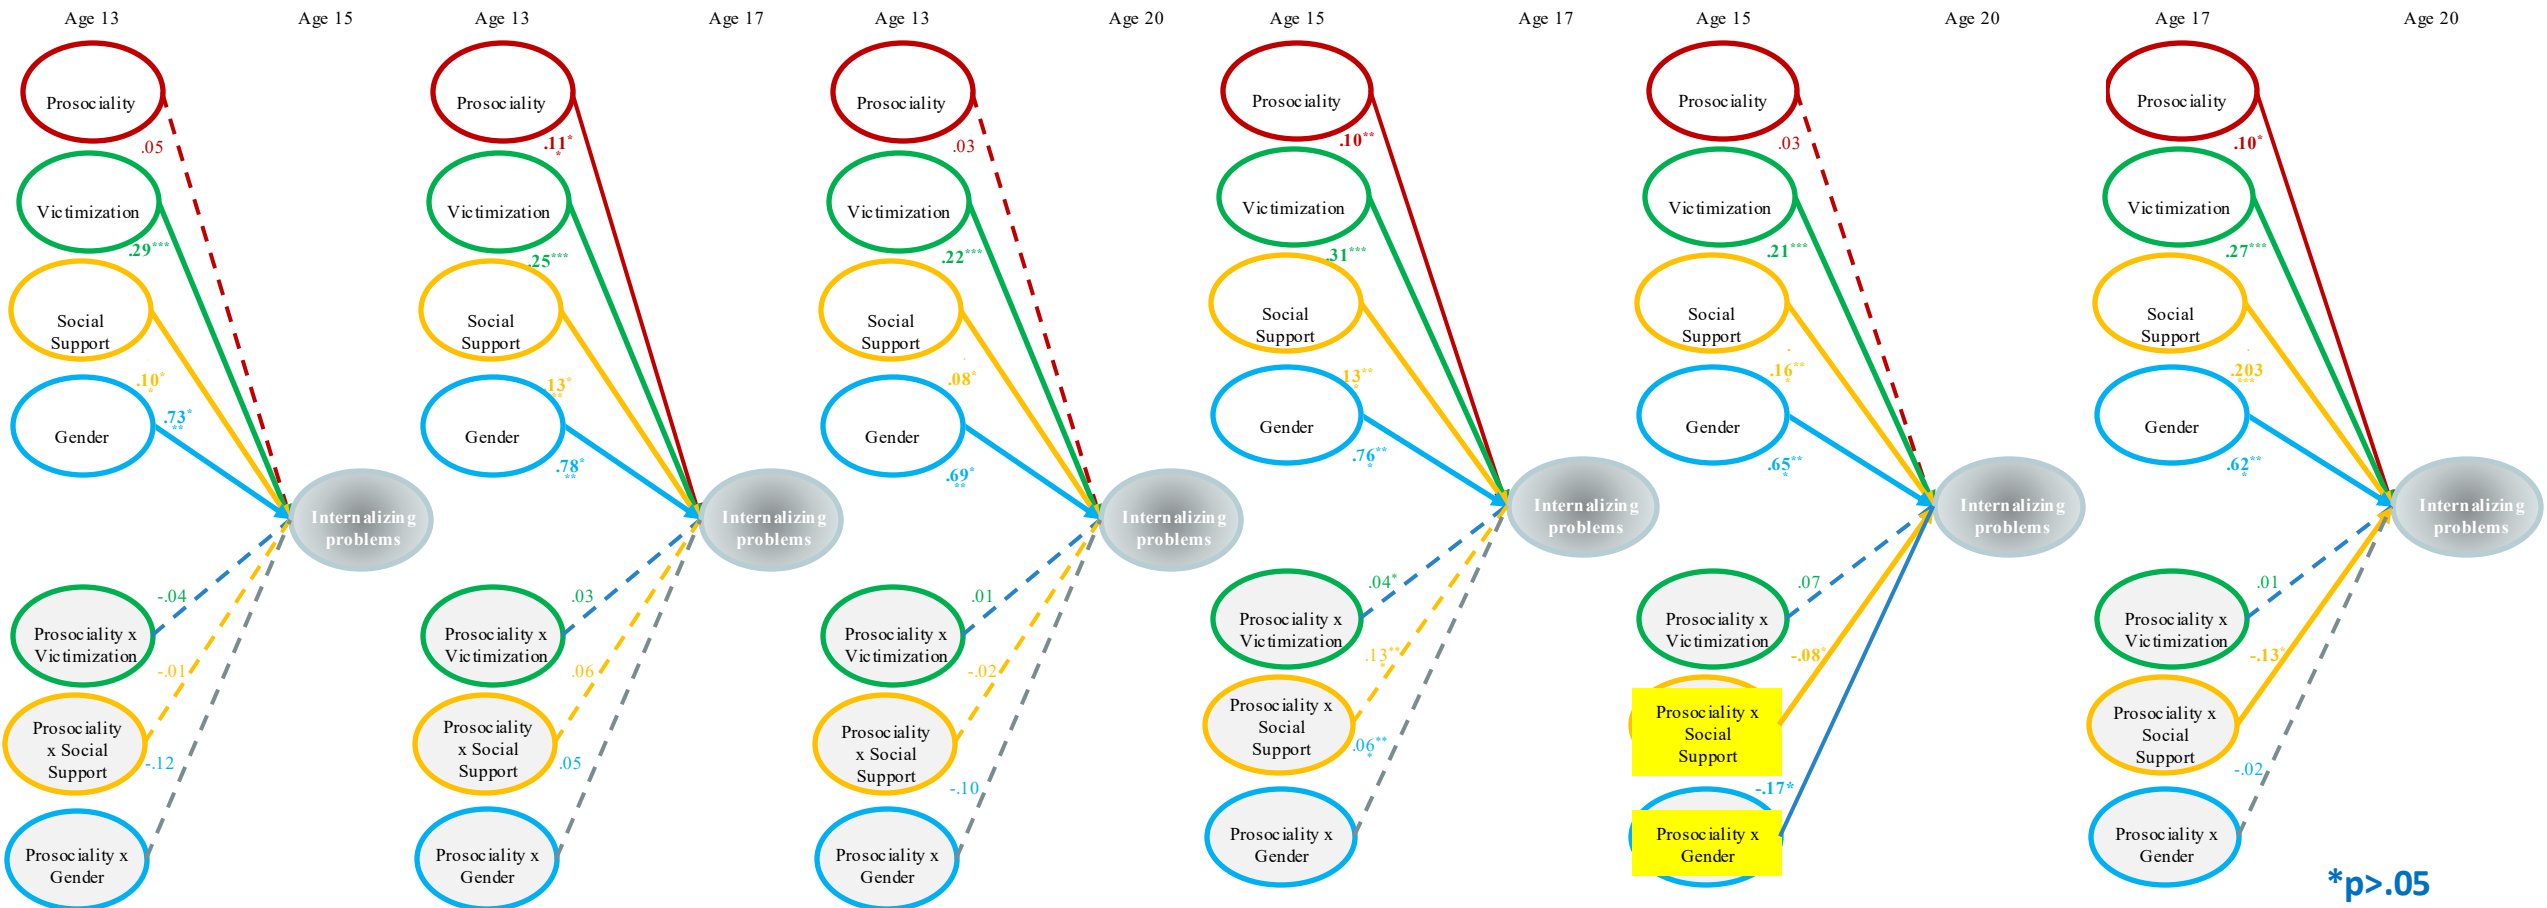 Age 13
Age 15
Age 13
Age 17
Age 13
Age 20
Age 15
Age 17
Age 15
Age 20
Age 17
Age 20
Prosociality
.05
Victimization
.29***
Social
Support
-
.10*
*
Gender
.73*
**
Internalizing
problems
-.04
Prosociality x
Victimization
-.01
Prosociality
x Social
Support
-.12
Prosociality x
Gender
Prosociality
.11*
*
Victimization
.25***
Social
Support
.13*
**
Gender
.78*
**
Internalizing
problems
.03
Prosociality x
Victimization
.06
Prosociality
x Social
Support
.05
Prosociality x
Gender
Prosociality
.03
Victimization
.22***
Social
Support
-
.08*
Gender
.69*
**
Internalizing
problems
.01
Prosociality x
Victimization
-.02
Prosociality
x Social
Support
-.10
Prosociality x
Gender
Prosociality
.10**
Victimization
.31***
Social
Support
.13**
*
Gender
.76**
*
Internalizing
problems
.04*
Prosociality x
Victimization
.13**
*
Prosociality x
Social
Support
.06**
*
Prosociality x
Gender
Prosociality
.03
Victimization
.21***
Social
Support
-
.16**
*
Gender
.65**
*
Internalizing
problems
.07
Prosociality x
Victimization
-.08*
Prosociality x
Social
Support
-.17*
Prosociality x
Gender
Prosociality
.10*
Victimization
.27***
Social
Support
-
.203
***
Gender
.62**
*
Internalizing
problems
.01
Prosociality x
Victimization
-.13*
Prosociality x
Social
Support
-.02
Prosociality x
Gender
*p>.05